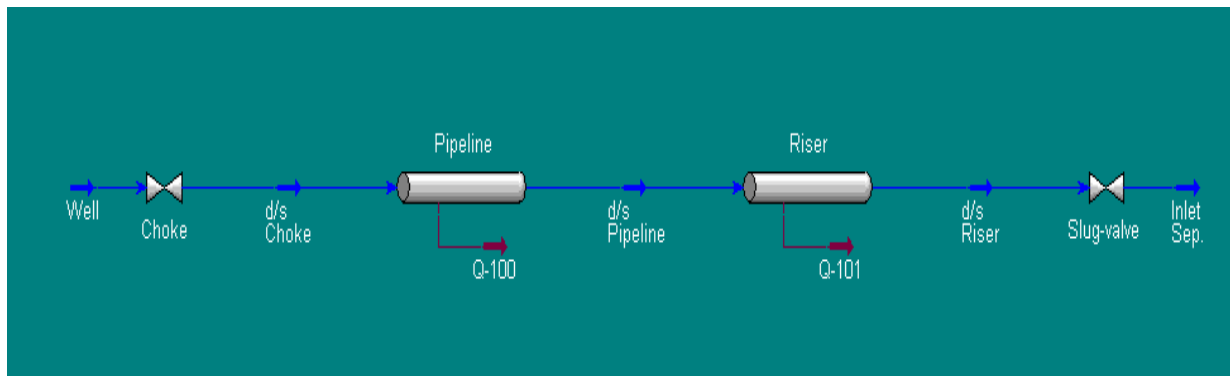 Pipeline
Riser
Well
Choke
d/s
Choke
Q-100
d/s
Pipeline
Q-101
d/s
Riser
Slug-valve
Inlet
Sep.